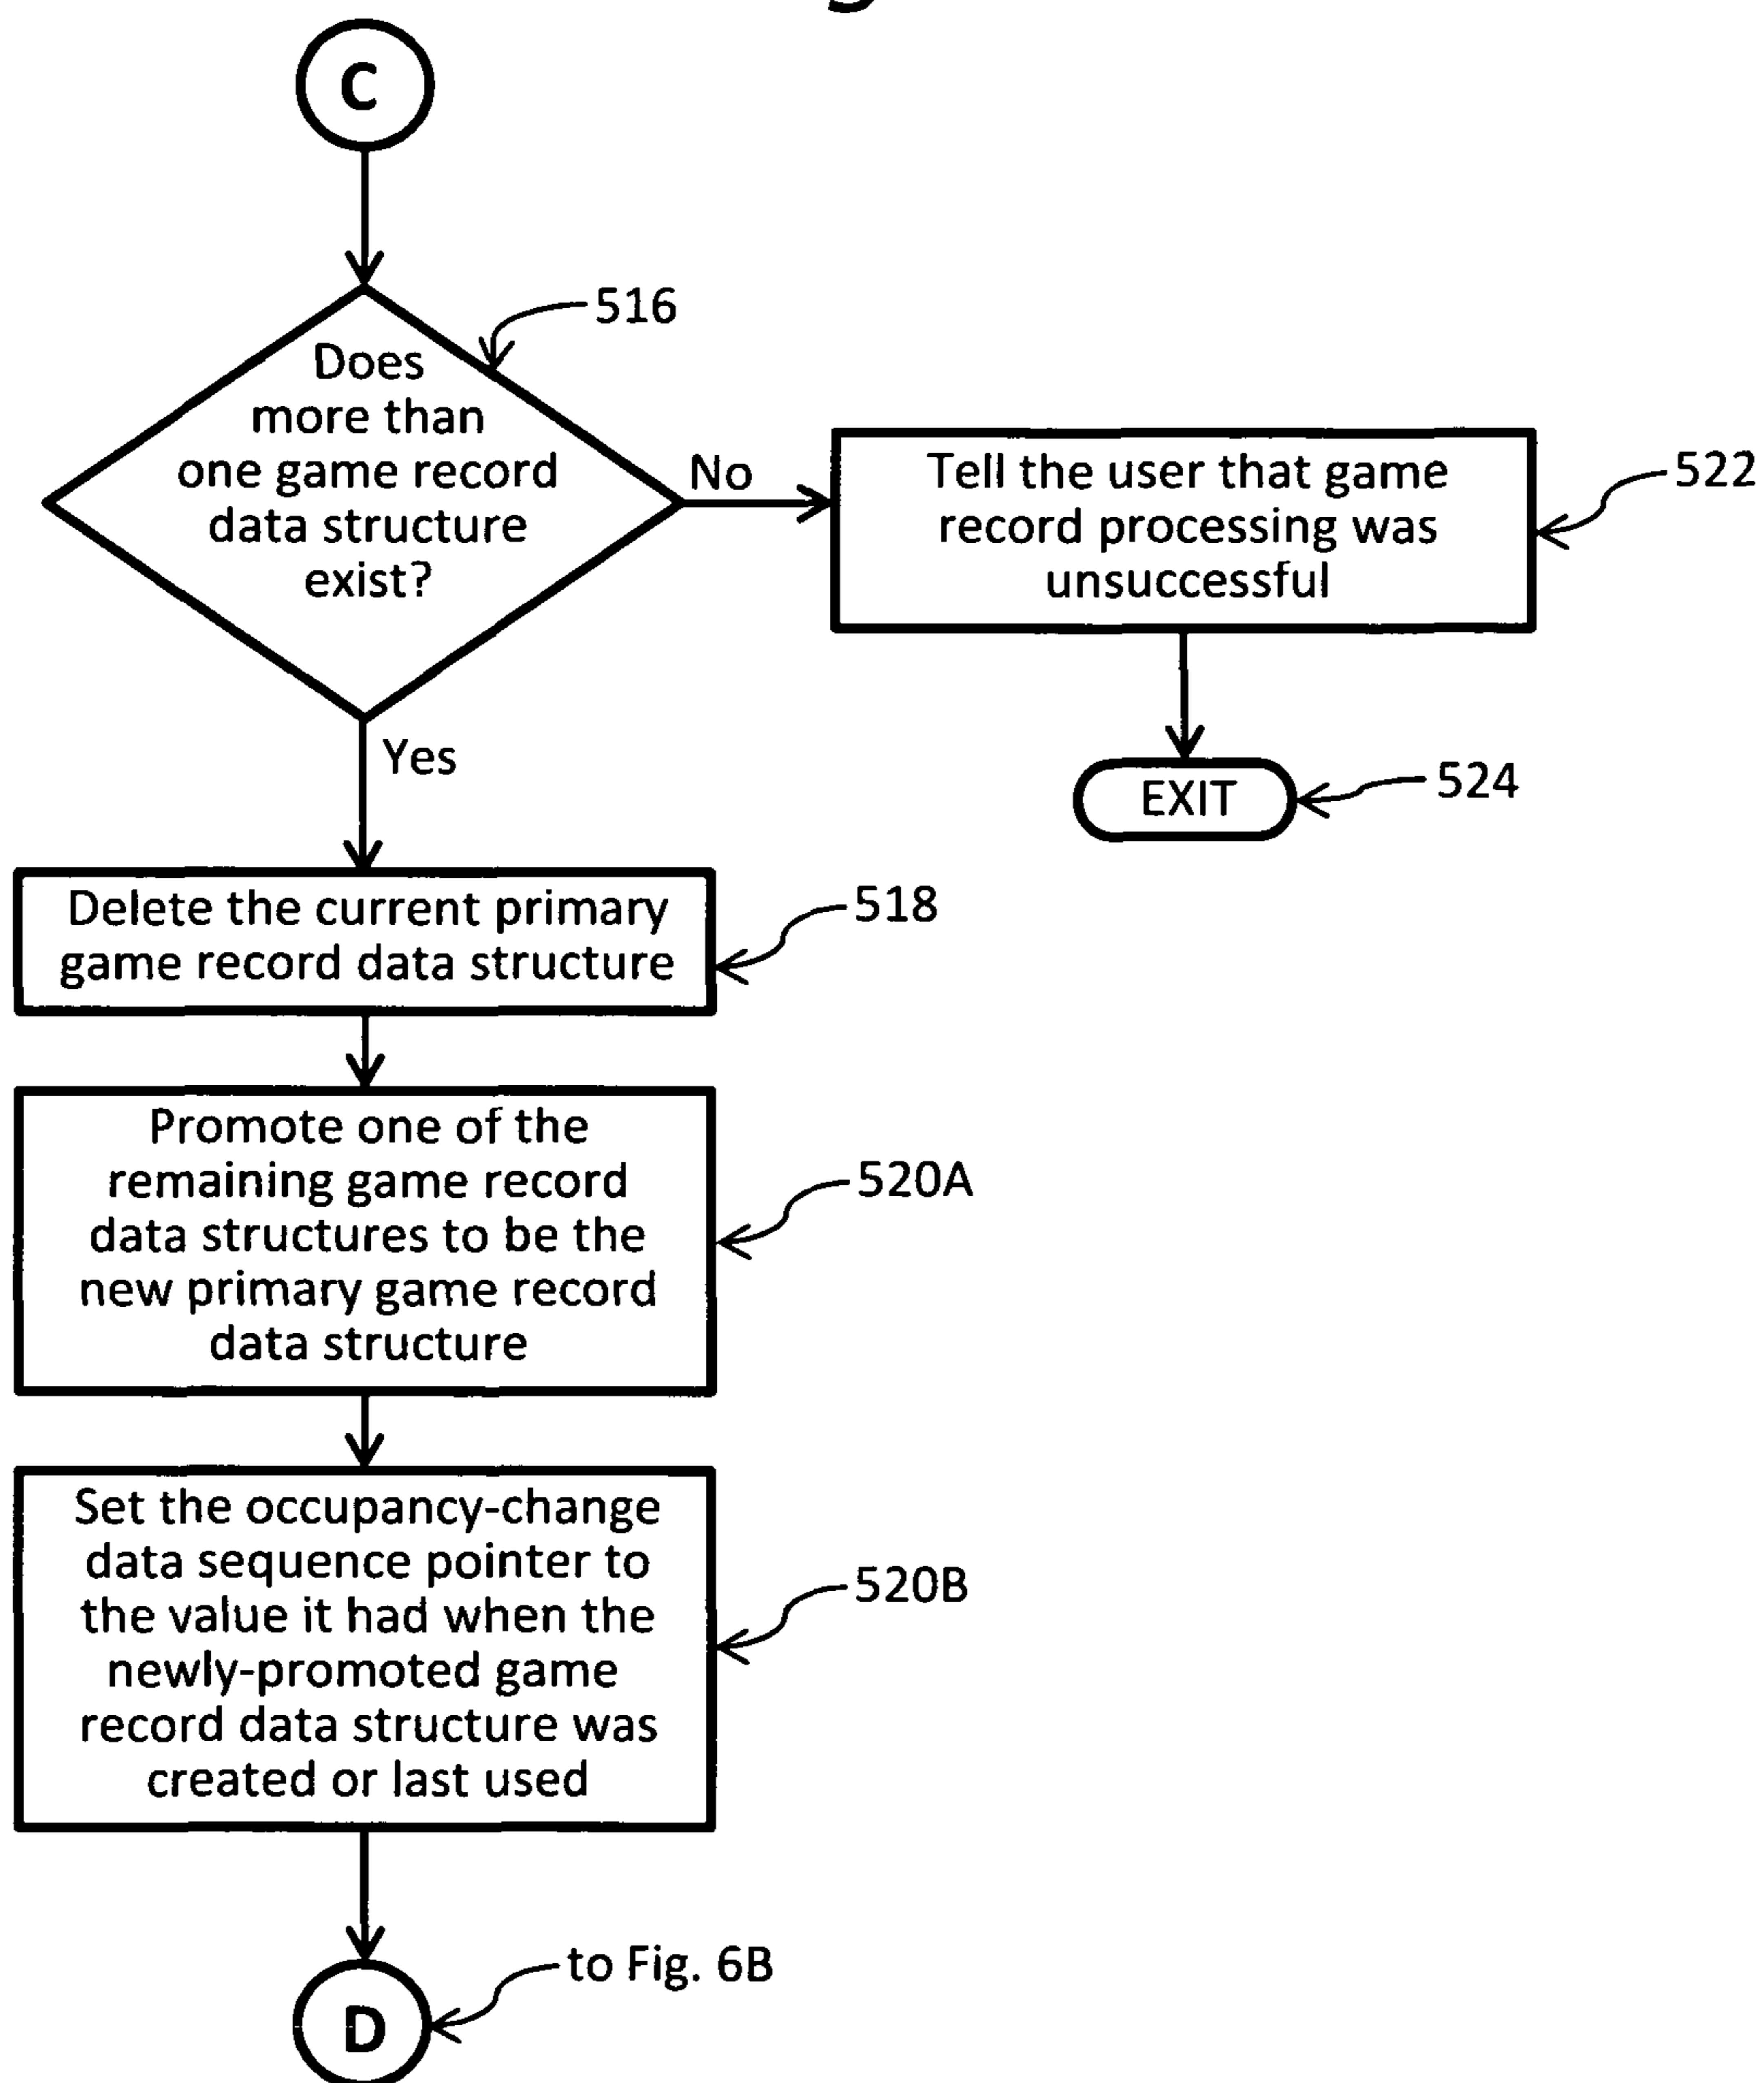 C
516
Does
more than
one game record
data structure
exist?
No
Tell the user that game
record processing was
unsuccessful
522
Yes
EXIT
524
Delete the current primary
game record data structure
518
Promote one of the
remaining game record
data structures to be the
new primary game record
data structure
520A
Set the occupancy-change
data sequence pointer to
the value it had when the
newly-promoted game
record data structure was
created or last used
520B
to Fig. 6B
D